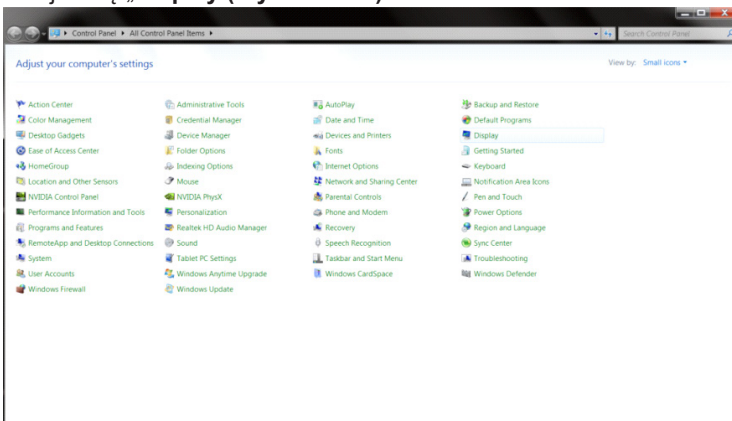 „Display (
Control Panel ▸ All Control Panel Items ▸
Search Control Panel
Adjust your computer's settings
View by: Small icons
Action Center
Administrative Tools
AutoPlay
Backup and Restore
Color Management
Credential Manager
Date and Time
Default Programs
Desktop Gadgets
Device Manager
Devices and Printers
Display
Ease of Access Center
Folder Options
Fonts
Getting Started
HomeGroup
Indexing Options
Internet Options
Keyboard
Location and Other Sensors
Mouse
Network and Sharing Center
Notification Area Icons
NVIDIA Control Panel
NVIDIA PhysX
Parental Controls
Pen and Touch
Performance Information and Tools
Personalization
Phone and Modem
Power Options
Programs and Features
Realtek HD Audio Manager
Recovery
Region and Language
RemoteApp and Desktop Connections
Sound
Speech Recognition
Sync Center
System
Tablet PC Settings
Taskbar and Start Menu
Troubleshooting
User Accounts
Windows Anytime Upgrade
Windows CardSpace
Windows Defender
Windows Firewall
Windows Update